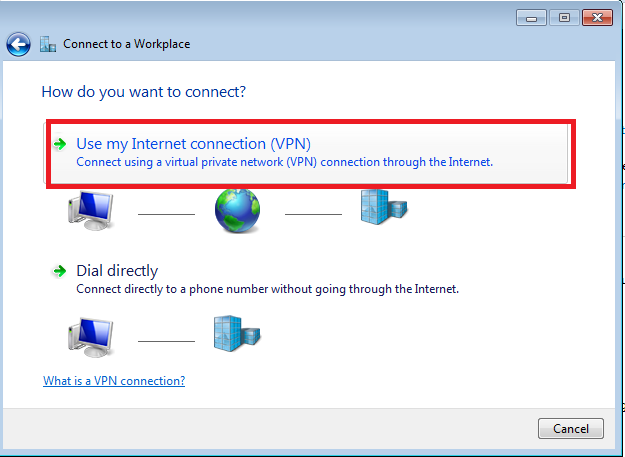 Connect to a Workplace
How do you want to connect?
Use my Internet connection (VPN)
Connect using a virtual private network (VPN) connection through the Internet.
Dial directly
Connect directly to a phone number without going through the Internet.
What is a VPN connection?
Cancel